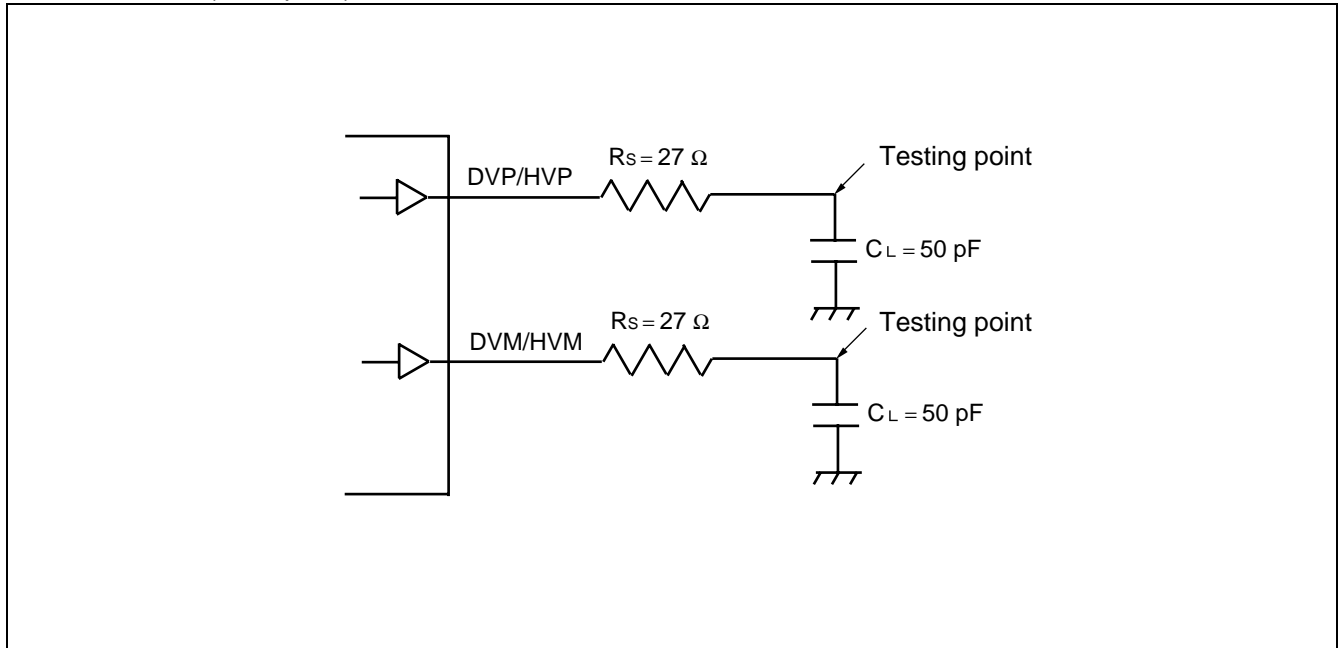 Rs = 27 Ω
Testing point
DVP/HVP
CL = 50 pF
Rs = 27 Ω
Testing point
DVM/HVM
CL = 50 pF